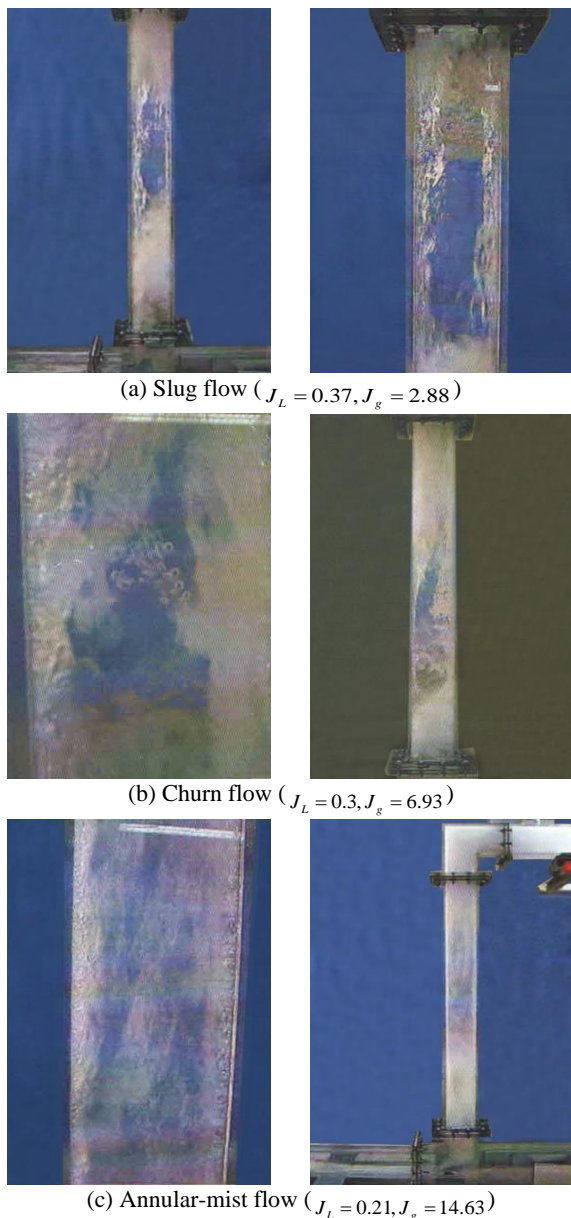 (a) Slug flow ( J_L = 0.37, J_g = 2.88 )
(b) Churn flow ( J_L = 0.3, J_g = 6.93 )
(c) Annular-mist flow ( J_L = 0.21, J_g = 14.63 )